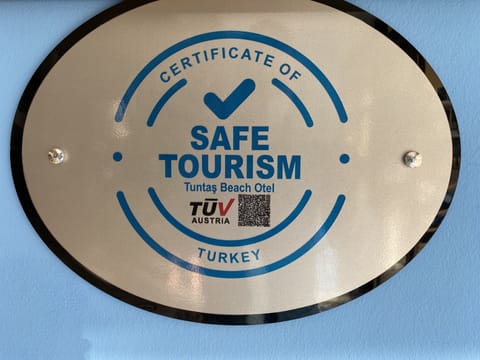 CERTIFICATE OF
SAFE
TOURISM
Tuntaş Beach Otel
TÜV
AUSTRIA
TURKEY